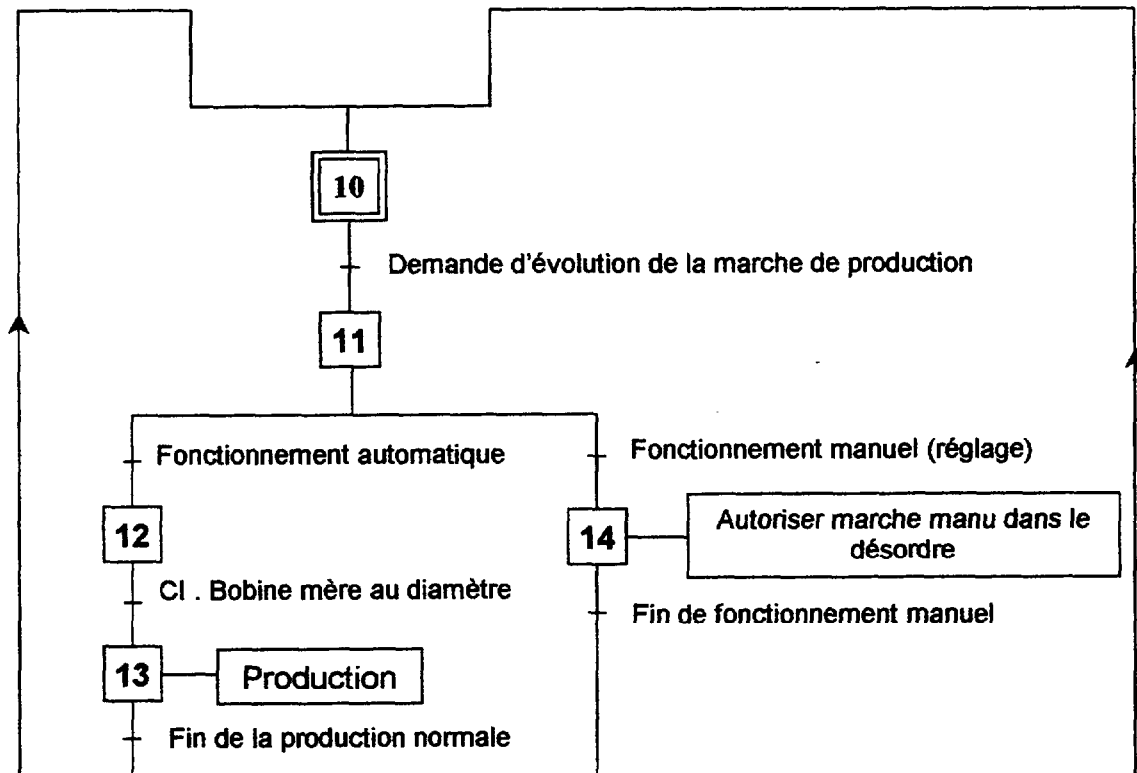 10
Demande d'évolution de la marche de production
11
Fonctionnement automatique
Fonctionnement manuel (réglage)
12
14
Autoriser marche manu dans le
désordre
CI . Bobine mère au diamètre
Fin de fonctionnement manuel
13
Production
Fin de la production normale